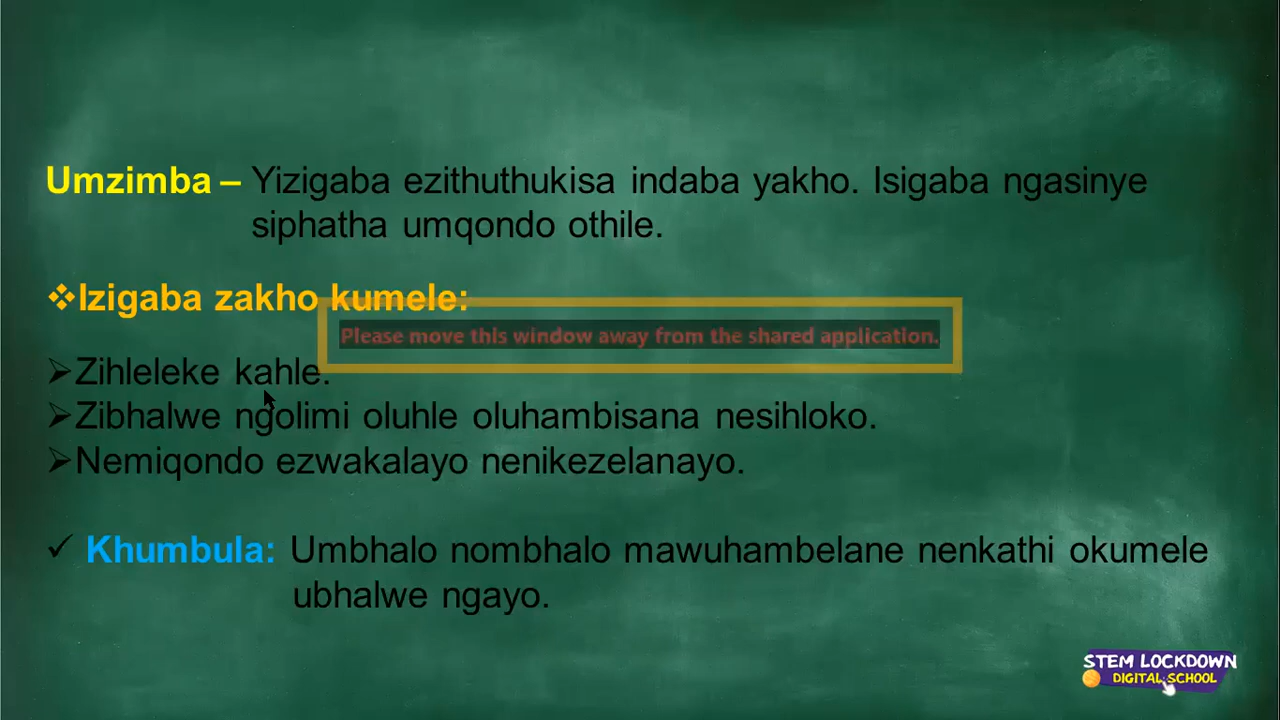 Umzimba – Yizigaba ezithuthukisa indaba yakho. Isigaba ngasinye
siphatha umqondo othile.
❖Izigaba zakho kumele:
Please move this window away from the shared application.
➢Zihleleke kahle.
➢Zibhalwe ngolimi oluhle oluhambisana nesihloko.
➢Nemiqondo ezwakalayo nenikezelanayo.
✓ Khumbula: Umbhalo nombhalo mawuhambelane nenkathi okumele
ubhalwe ngayo.
STEM LOCKDOWN
DIGITAL SCHOOL